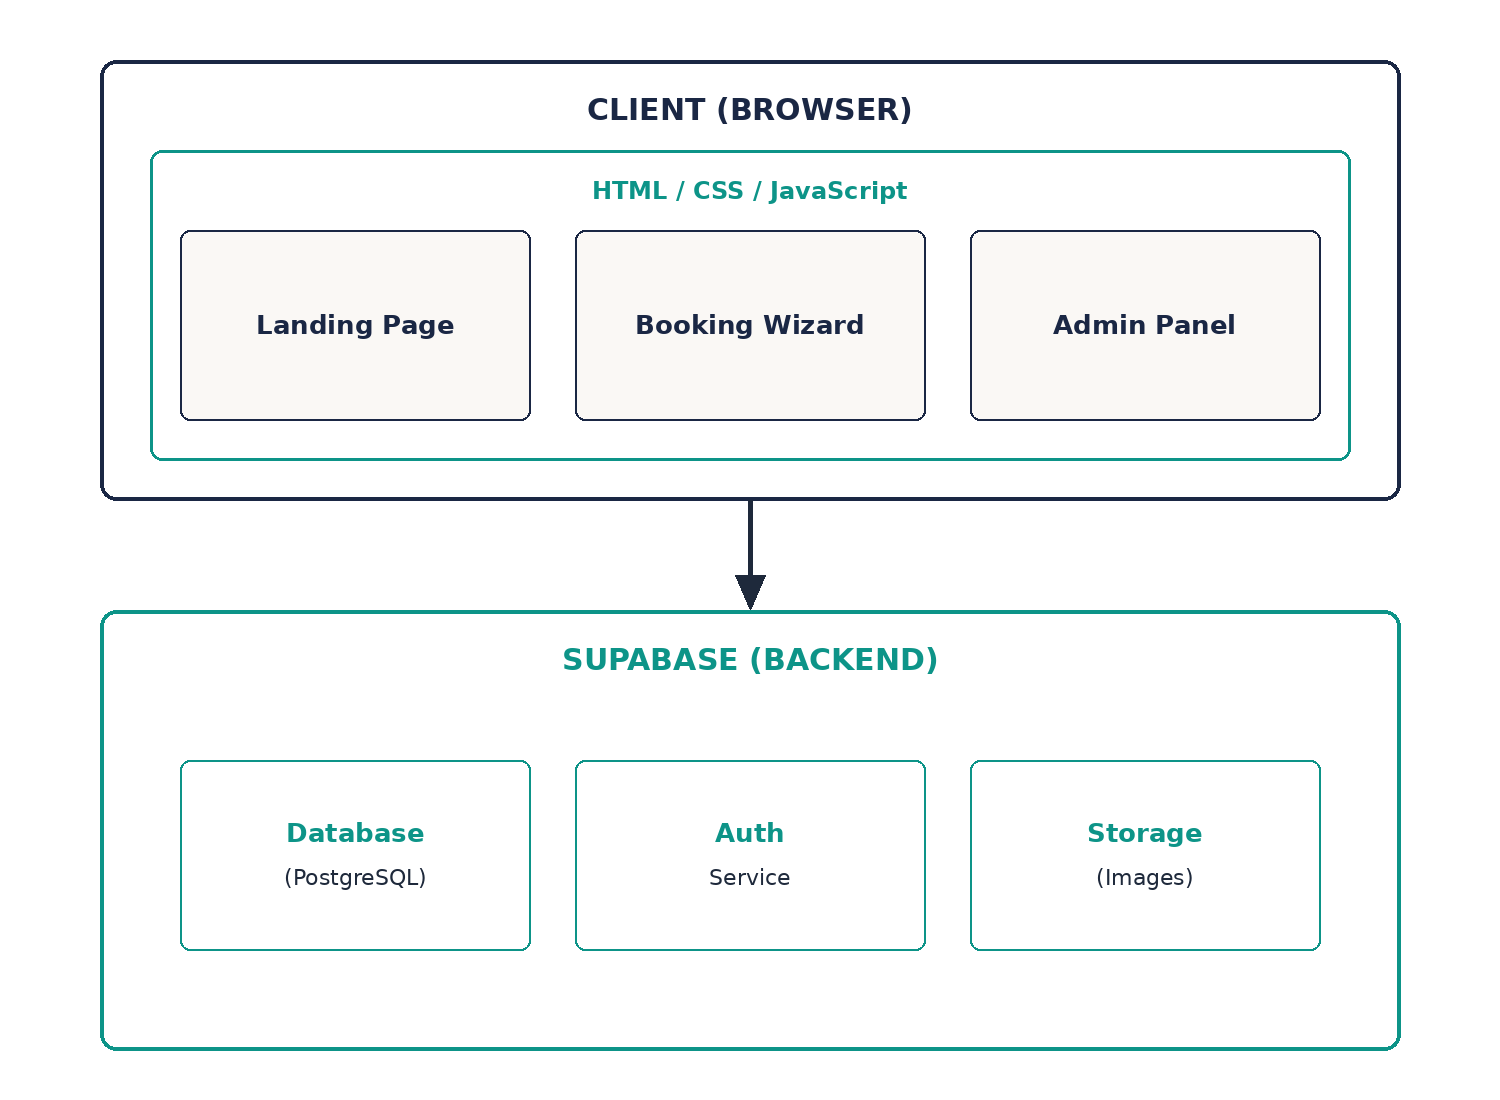 CLIENT (BROWSER)
HTML / CSS / JavaScript
Landing Page
Booking Wizard
Admin Panel
SUPABASE (BACKEND)
Database
(PostgreSQL)
Auth
Service
Storage
(Images)